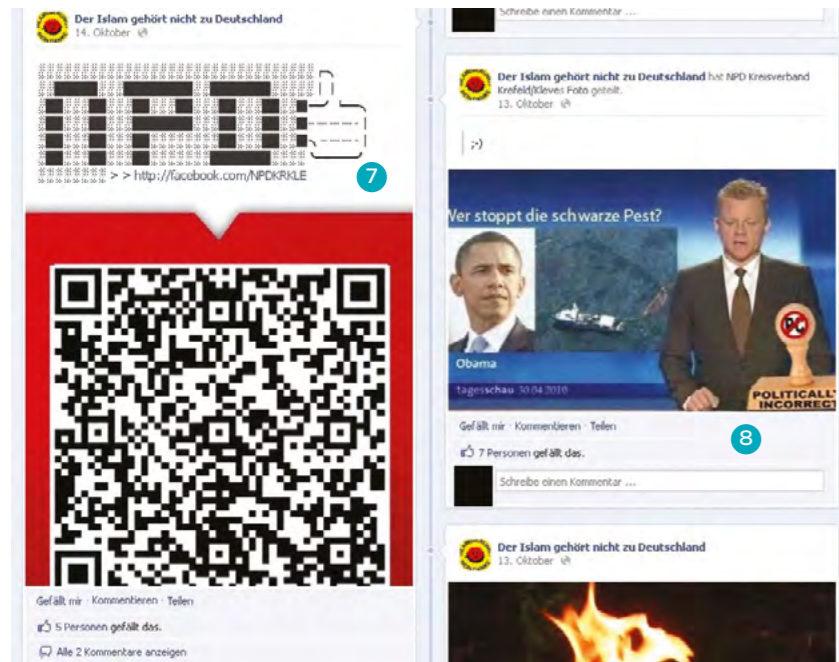 Der Islam gehört nicht zu Deutschland
14. Oktober
NPD
> > http://facebook.com/NPDKRKLE
7
Gefällt mir · Kommentieren · Teilen
5 Personen gefällt das.
Alle 2 Kommentare anzeigen
Schreibe einen Kommentar ...
Der Islam gehört nicht zu Deutschland hat NPD Kreisverband
Krefeld/Kleves Foto geteilt.
13. Oktober
;-)
Wer stoppt die schwarze Pest?
Obama
tagesschau 30.04.2010
PC
POLITICALLY
INCORRECT
Gefällt mir · Kommentieren · Teilen
8
7 Personen gefällt das.
Schreibe einen Kommentar ...
Der Islam gehört nicht zu Deutschland
13. Oktober